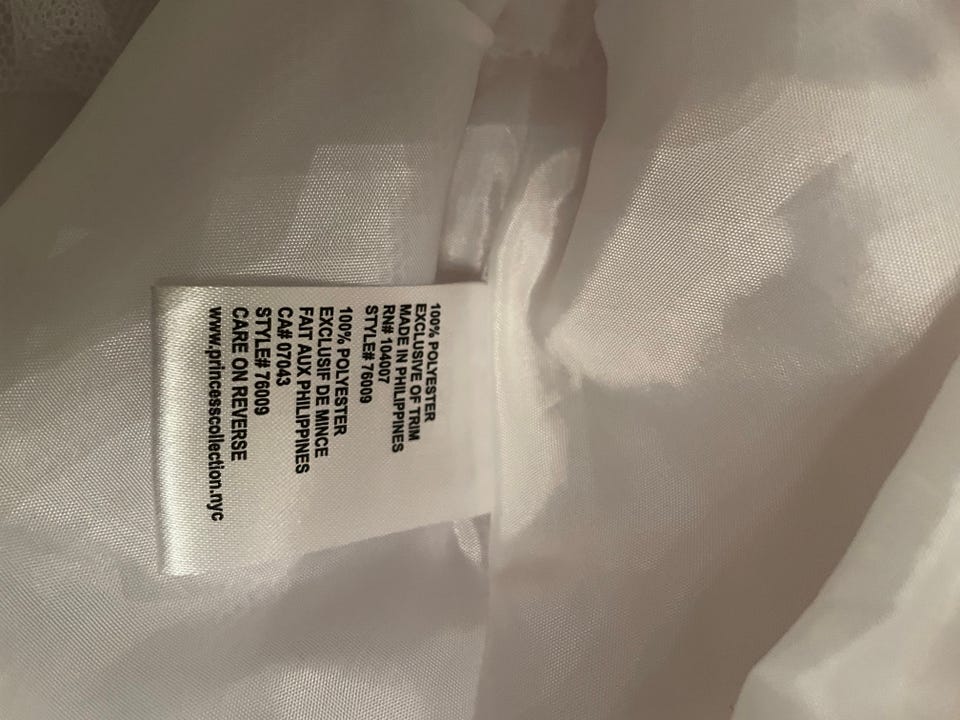 100% POLYESTER
EXCLUSIVE OF TRIM
MADE IN PHILIPPINES
RN# 104007
STYLE# 76009
100% POLYESTER
EXCLUSIF DE MINCE
FAIT AUX PHILIPPINES
CA# 07043
STYLE# 76009
CARE ON REVERSE
www.princesscollection.nyc